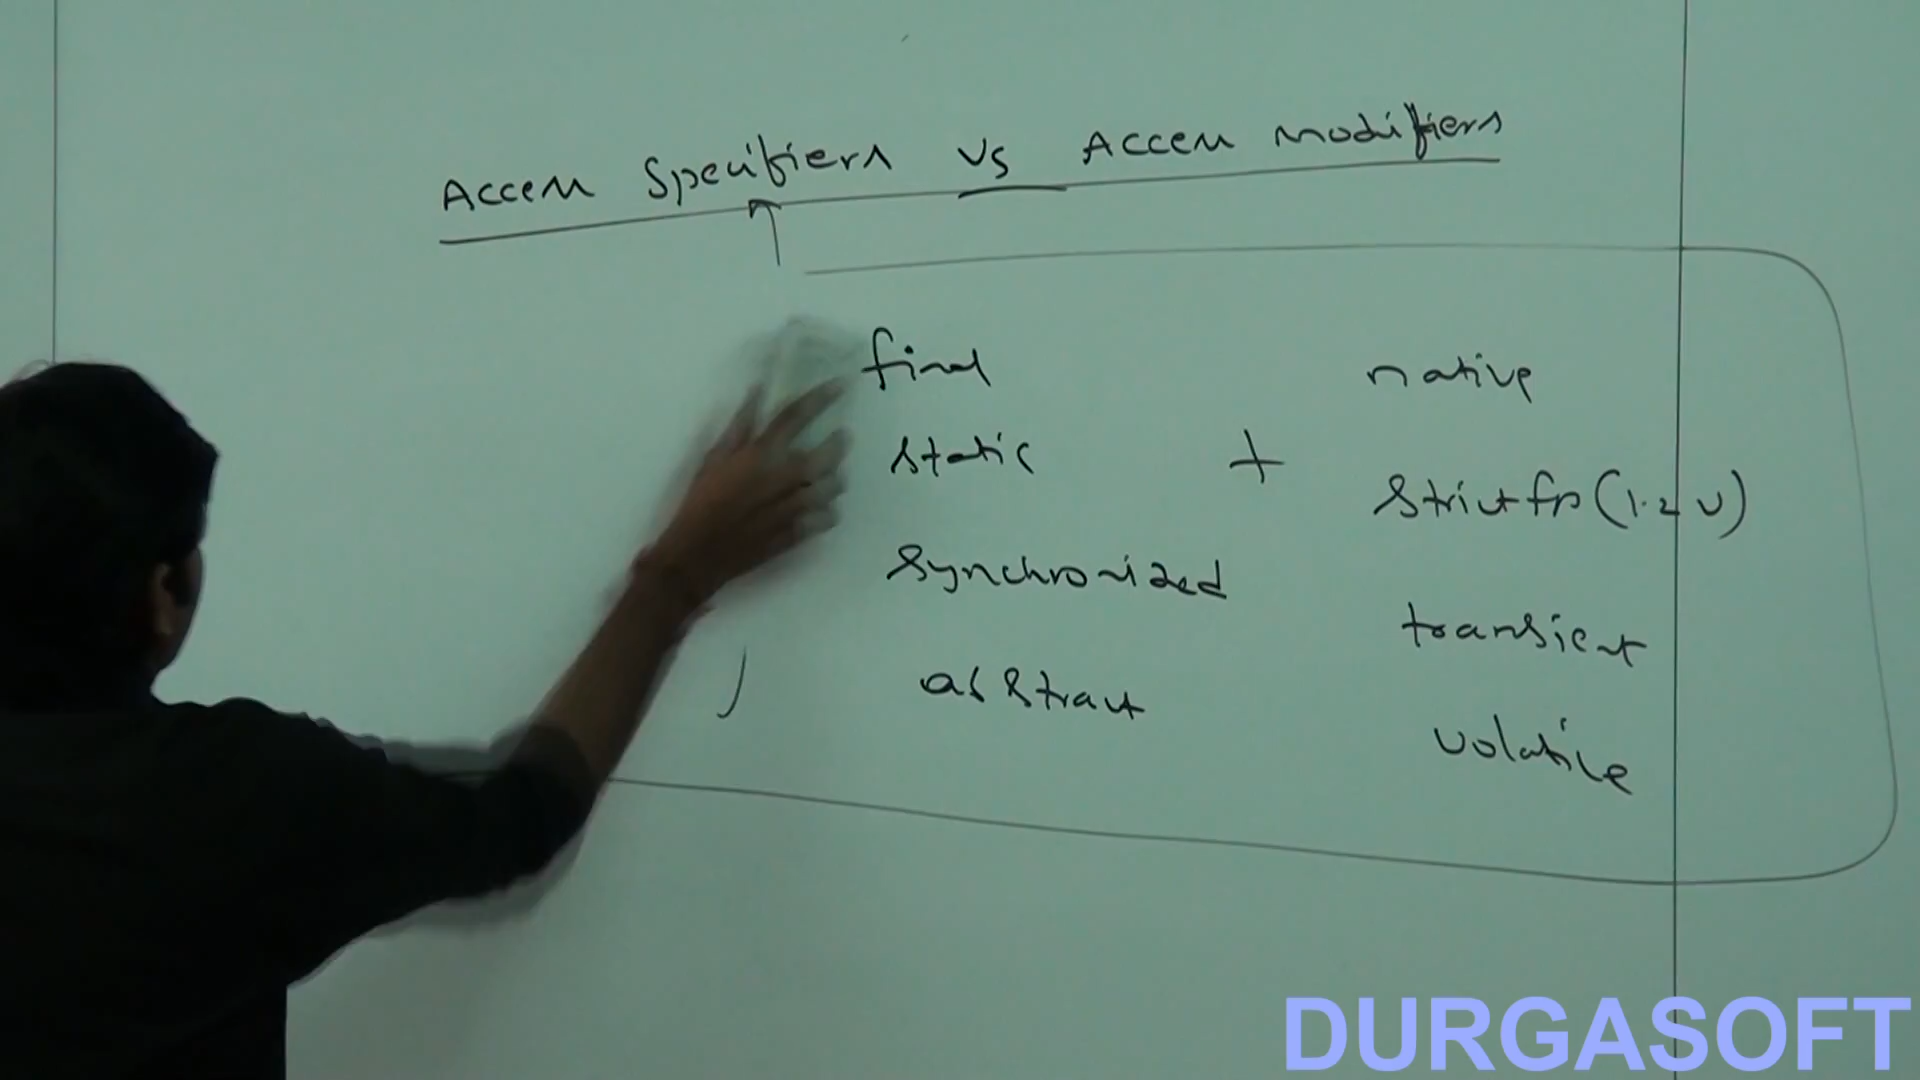 Access Specifiers vs Access Modifiers
final native
static + strictfp (1.2 v)
synchronized transient
abstract volatile
DURGASOFT